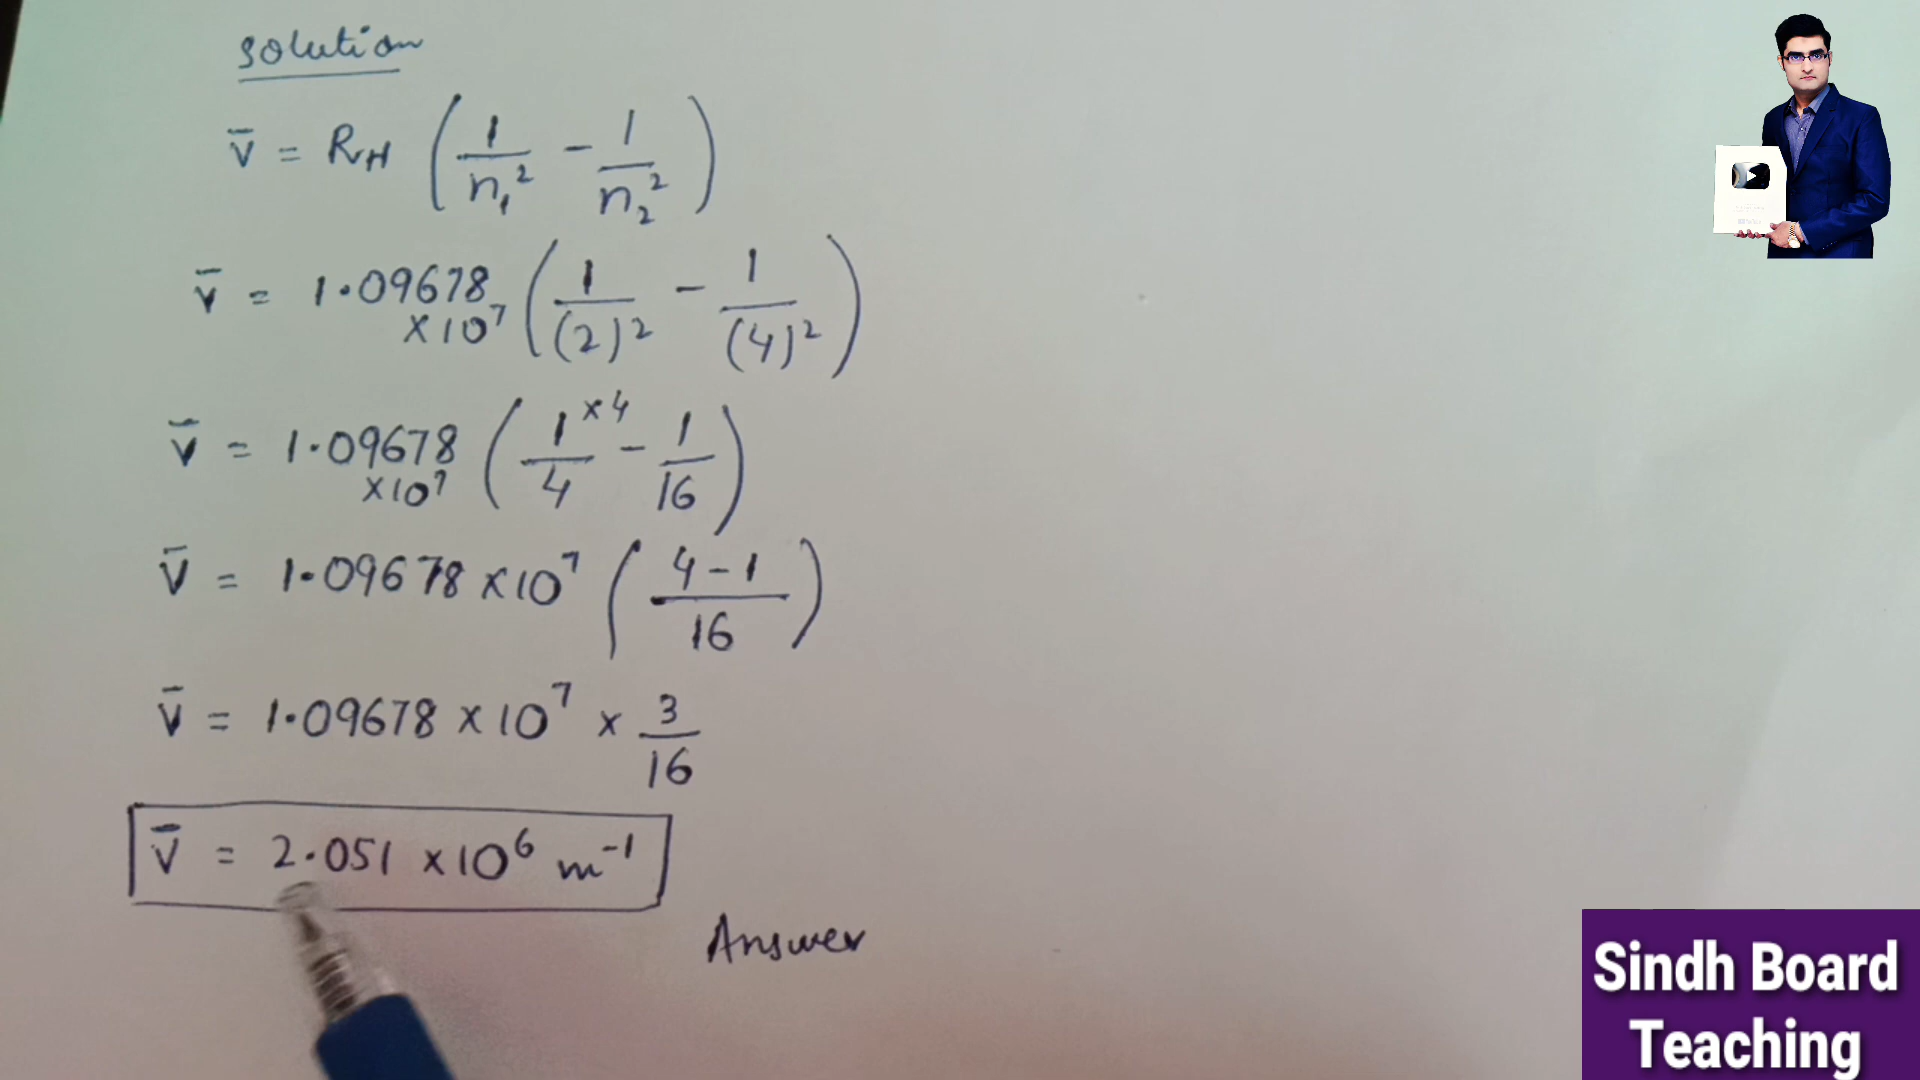 solution
v̄ = RH (1/n₁² - 1/n₂²)
v̄ = 1.09678 ×10⁷ (1/(2)² - 1/(4)²)
v̄ = 1.09678 ×10⁷ (1×4/4 - 1/16)
v̄ = 1.09678 ×10⁷ (4-1/16)
v̄ = 1.09678 ×10⁷ × 3/16
v̄ = 2.051 ×10⁶ m⁻¹
Answer
Sindh Board
Teaching